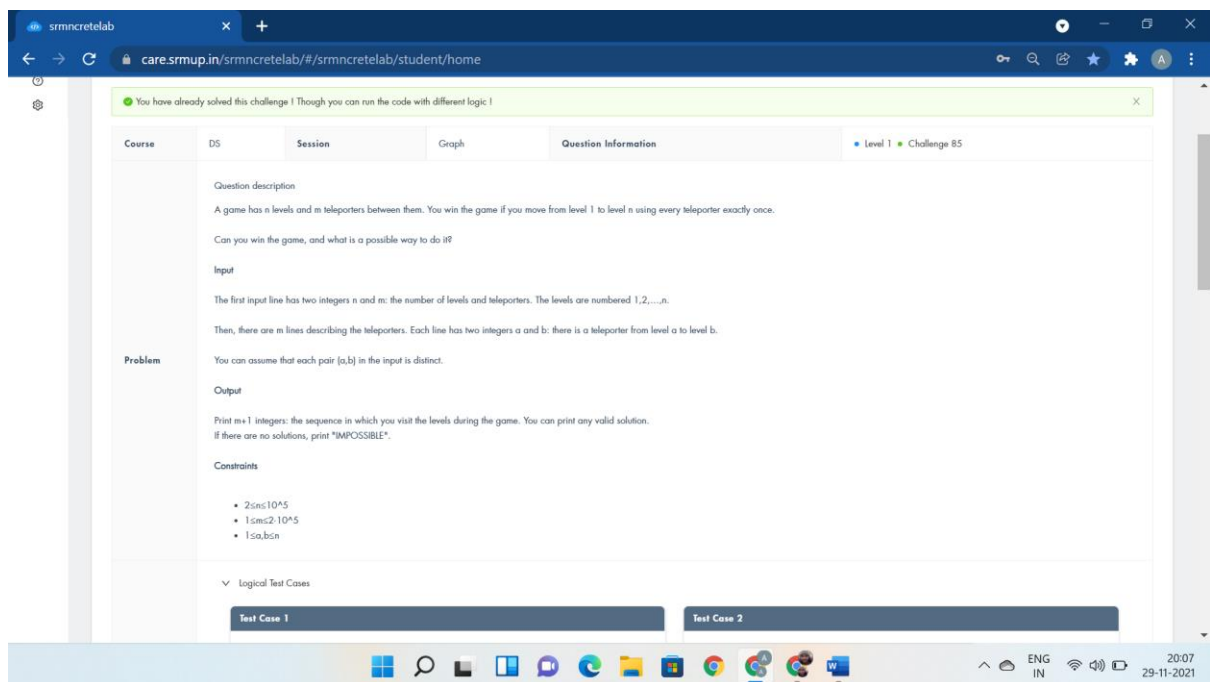 srmncretelab
care.srmup.in/srmncretelab/#/srmncretelab/student/home
A
You have already solved this challenge ! Though you can run the code with different logic !
Course DS Session Graph Question Information Level 1 Challenge 85
Question description
A game has n levels and m teleporters between them. You win the game if you move from level 1 to level n using every teleporter exactly once.
Can you win the game, and what is a possible way to do it?
Input
The first input line has two integers n and m: the number of levels and teleporters. The levels are numbered 1,2,...,n.
Then, there are m lines describing the teleporters. Each line has two integers a and b: there is a teleporter from level a to level b.
Problem
You can assume that each pair (a,b) in the input is distinct.
Output
Print m+1 integers: the sequence in which you visit the levels during the game. You can print any valid solution.
If there are no solutions, print "IMPOSSIBLE".
Constraints
• 2≤n≤10^5
• 1≤m≤2·10^5
• 1≤a,b≤n
Logical Test Cases
Test Case 1
Test Case 2
ENG
IN
20:07
29-11-2021